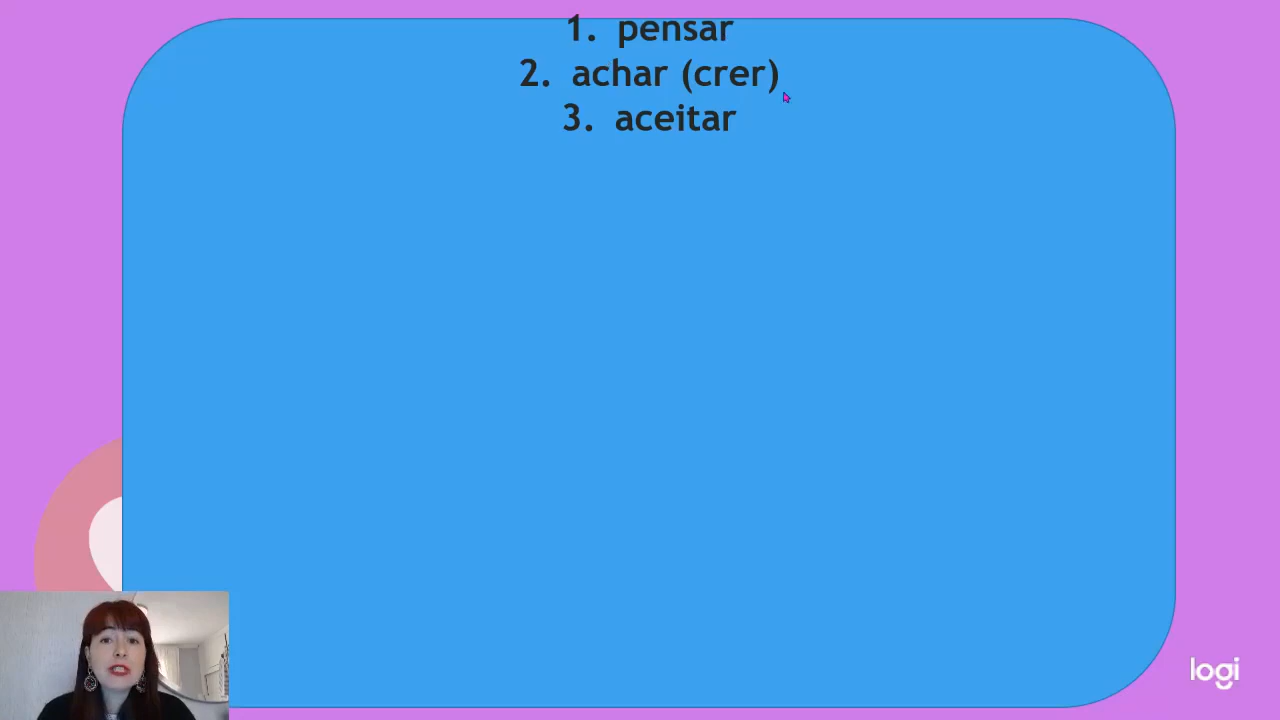 1. pensar
2. achar (crer)
3. aceitar
logi